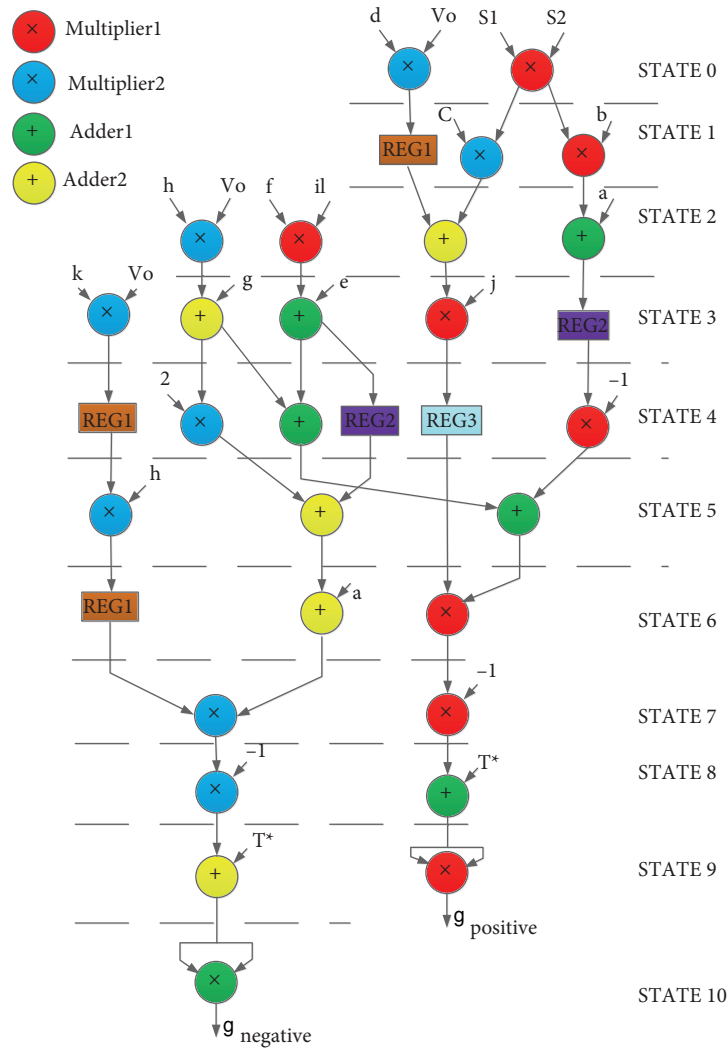 × Multiplier1
× Multiplier2
+ Adder1
+ Adder2
d Vo S1 S2
× × STATE 0
C b STATE 1
REG1 × ×
h Vo f il a STATE 2
× × + +
k Vo g e j
× + + × REG2 STATE 3
2 –1
REG1 × + REG2 REG3 × STATE 4
h
× + + STATE 5
a
REG1 + × STATE 6
–1
× × STATE 7
–1 T* STATE 8
× +
T*
+ × STATE 9
g positive
× STATE 10
g negative